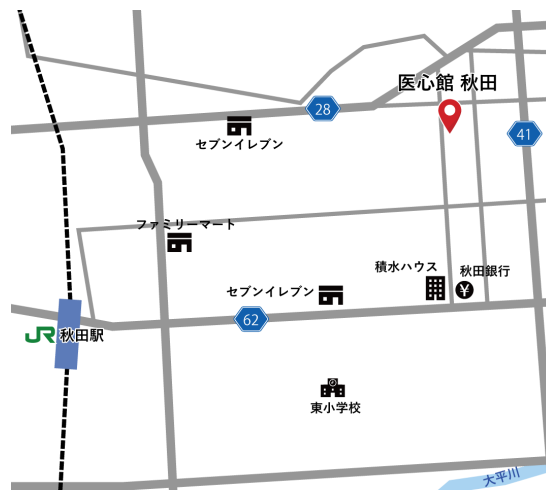 医心館 秋田
28
41
セブンイレブン
ファミリーマート
積水ハウス
秋田銀行
¥
セブンイレブン
62
JR 秋田駅
東小学校
大平川